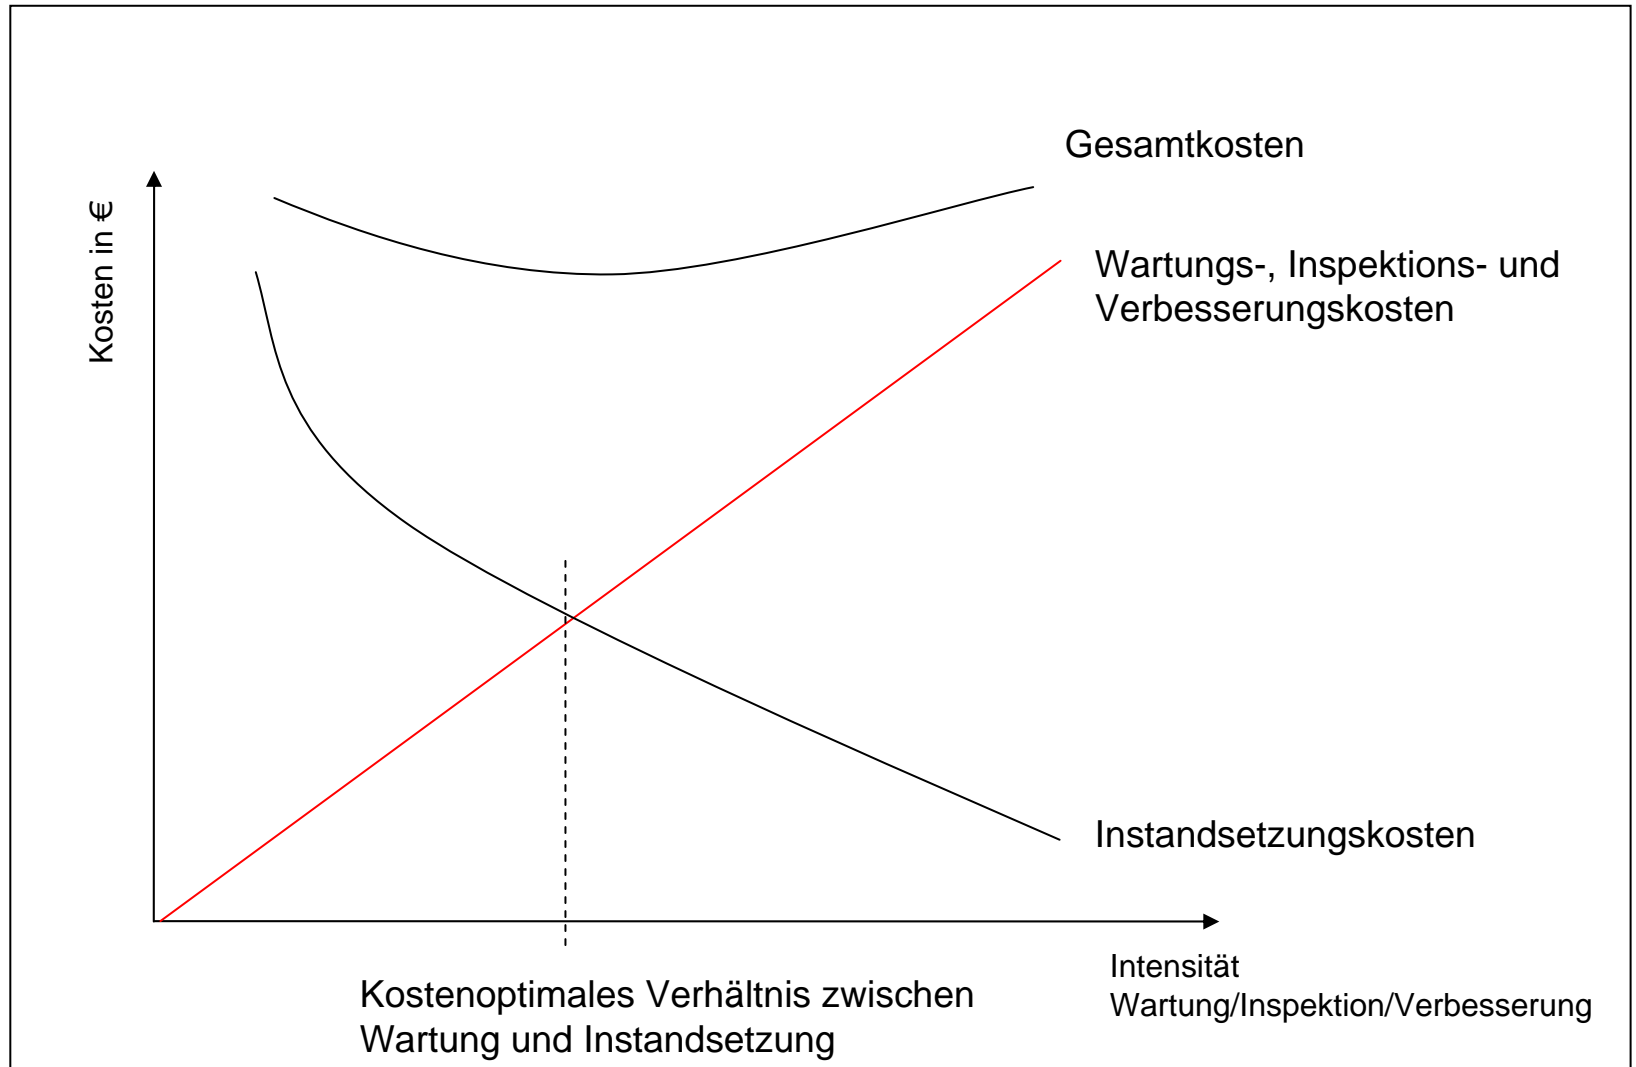 Gesamtkosten
Kosten in €
Wartungs-, Inspektions- und
Verbesserungskosten
Instandsetzungskosten
Intensität
Wartung/Inspektion/Verbesserung
Kostenoptimales Verhältnis zwischen
Wartung und Instandsetzung